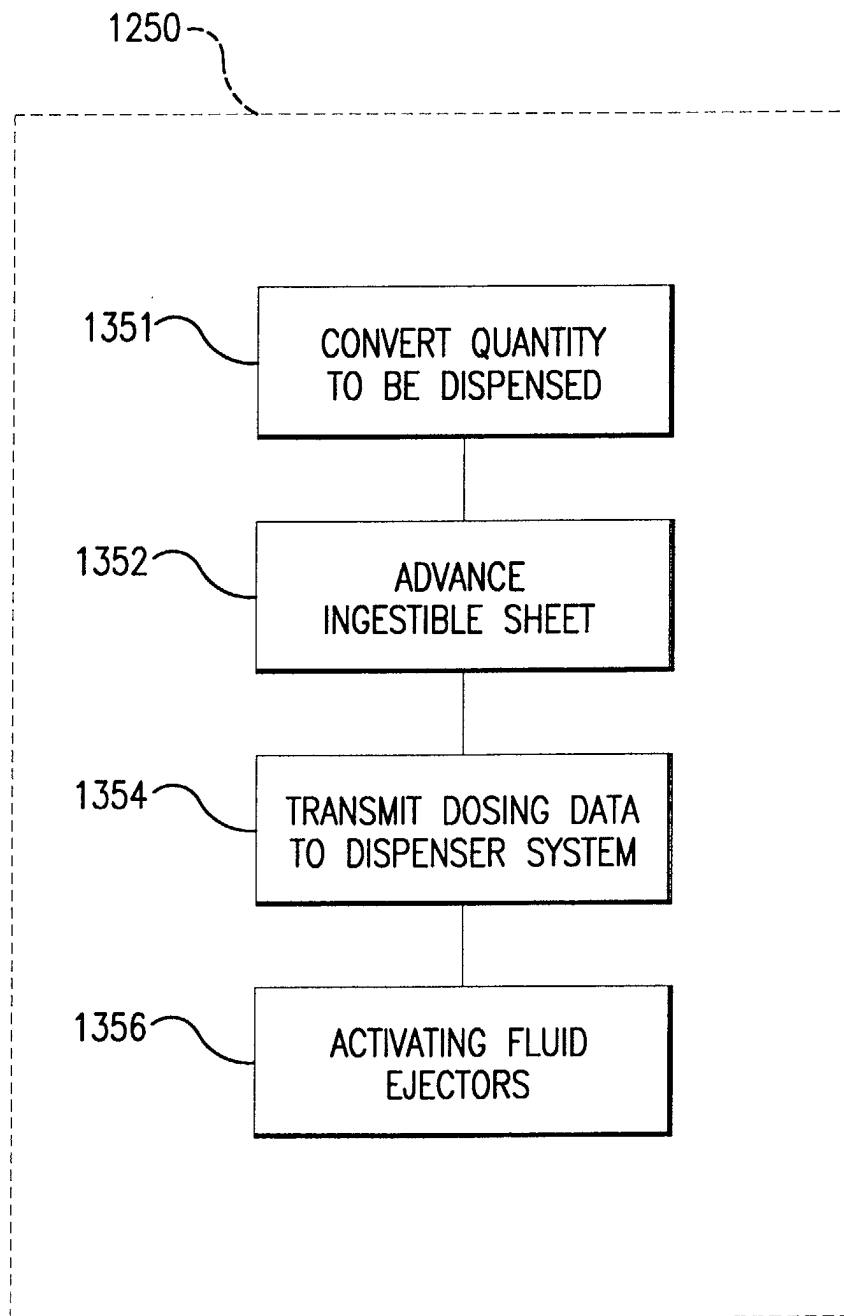 1250
1351
CONVERT QUANTITY
TO BE DISPENSED
1352
ADVANCE
INGESTIBLE SHEET
1354
TRANSMIT DOSING DATA
TO DISPENSER SYSTEM
1356
ACTIVATING FLUID
EJECTORS